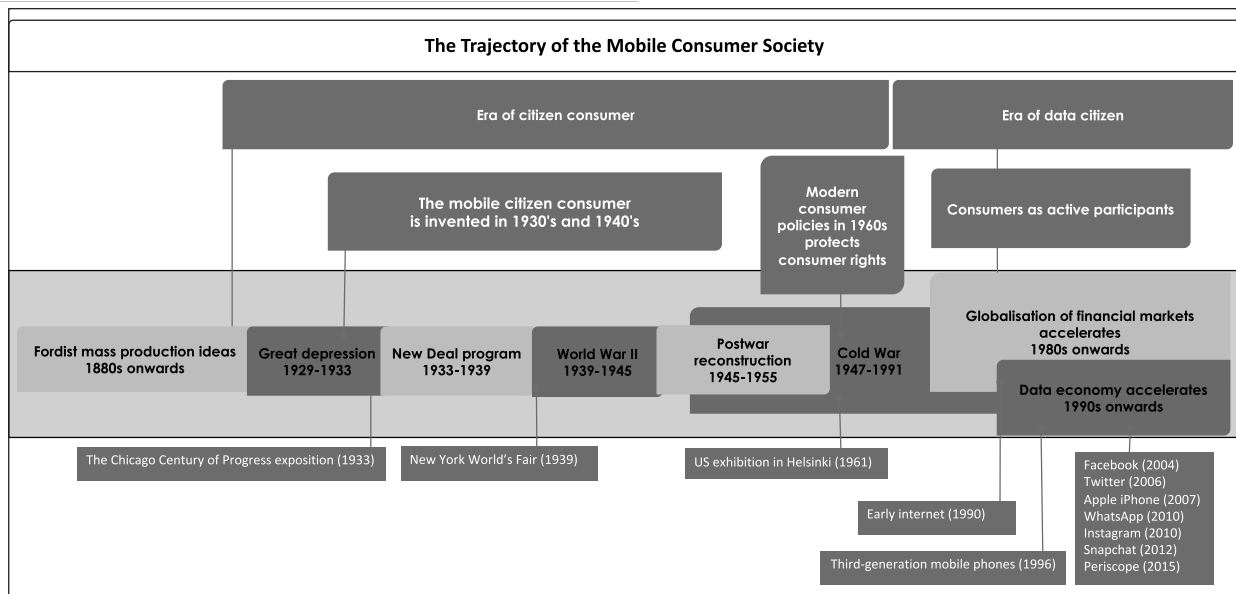 The Trajectory of the Mobile Consumer Society
Era of citizen consumer
Era of data citizen
The mobile citizen consumer
is invented in 1930's and 1940's
Modern
consumer
policies in 1960s
protects
consumer rights
Consumers as active participants
Fordist mass production ideas
1880s onwards
Great depression
1929-1933
New Deal program
1933-1939
World War II
1939-1945
Postwar
reconstruction
1945-1955
Cold War
1947-1991
Globalisation of financial markets
accelerates
1980s onwards
Data economy accelerates
1990s onwards
The Chicago Century of Progress exposition (1933)
New York World's Fair (1939)
US exhibition in Helsinki (1961)
Early internet (1990)
Third-generation mobile phones (1996)
Facebook (2004)
Twitter (2006)
Apple iPhone (2007)
WhatsApp (2010)
Instagram (2010)
Snapchat (2012)
Periscope (2015)